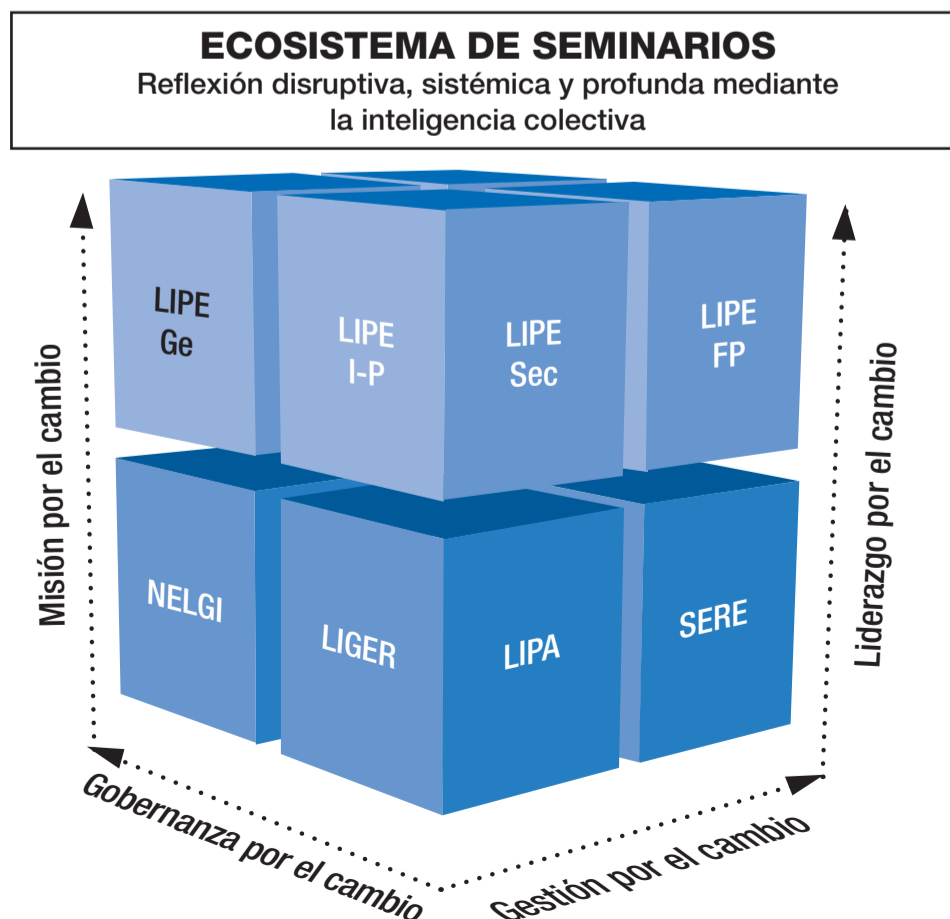 ECOSISTEMA DE SEMINARIOS
Reflexión disruptiva, sistémica y profunda mediante
la inteligencia colectiva
LIPE
Ge
LIPE
I-P
LIPE
Sec
LIPE
FP
NELGI
LIGER
LIPA
SERE
Misión por el cambio
Liderazgo por el cambio
Gobernanza por el cambio
Gestión por el cambio